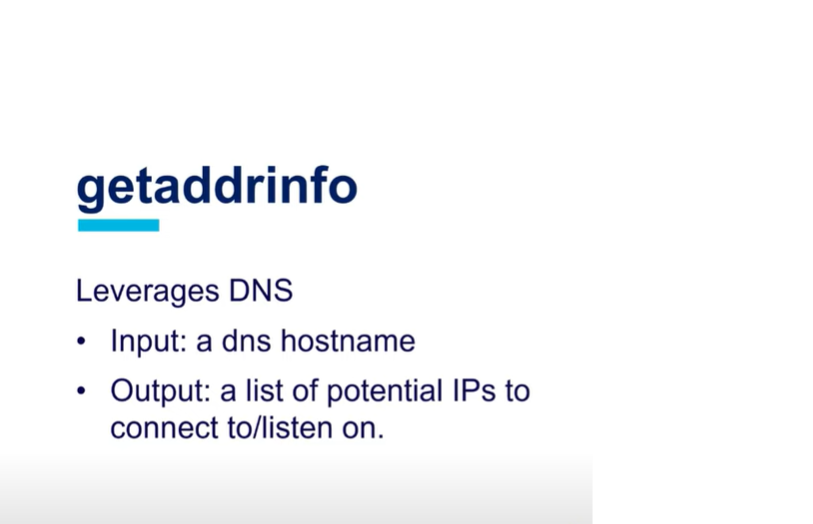 getaddrinfo
Leverages DNS
• Input: a dns hostname
• Output: a list of potential IPs to
connect to/listen on.